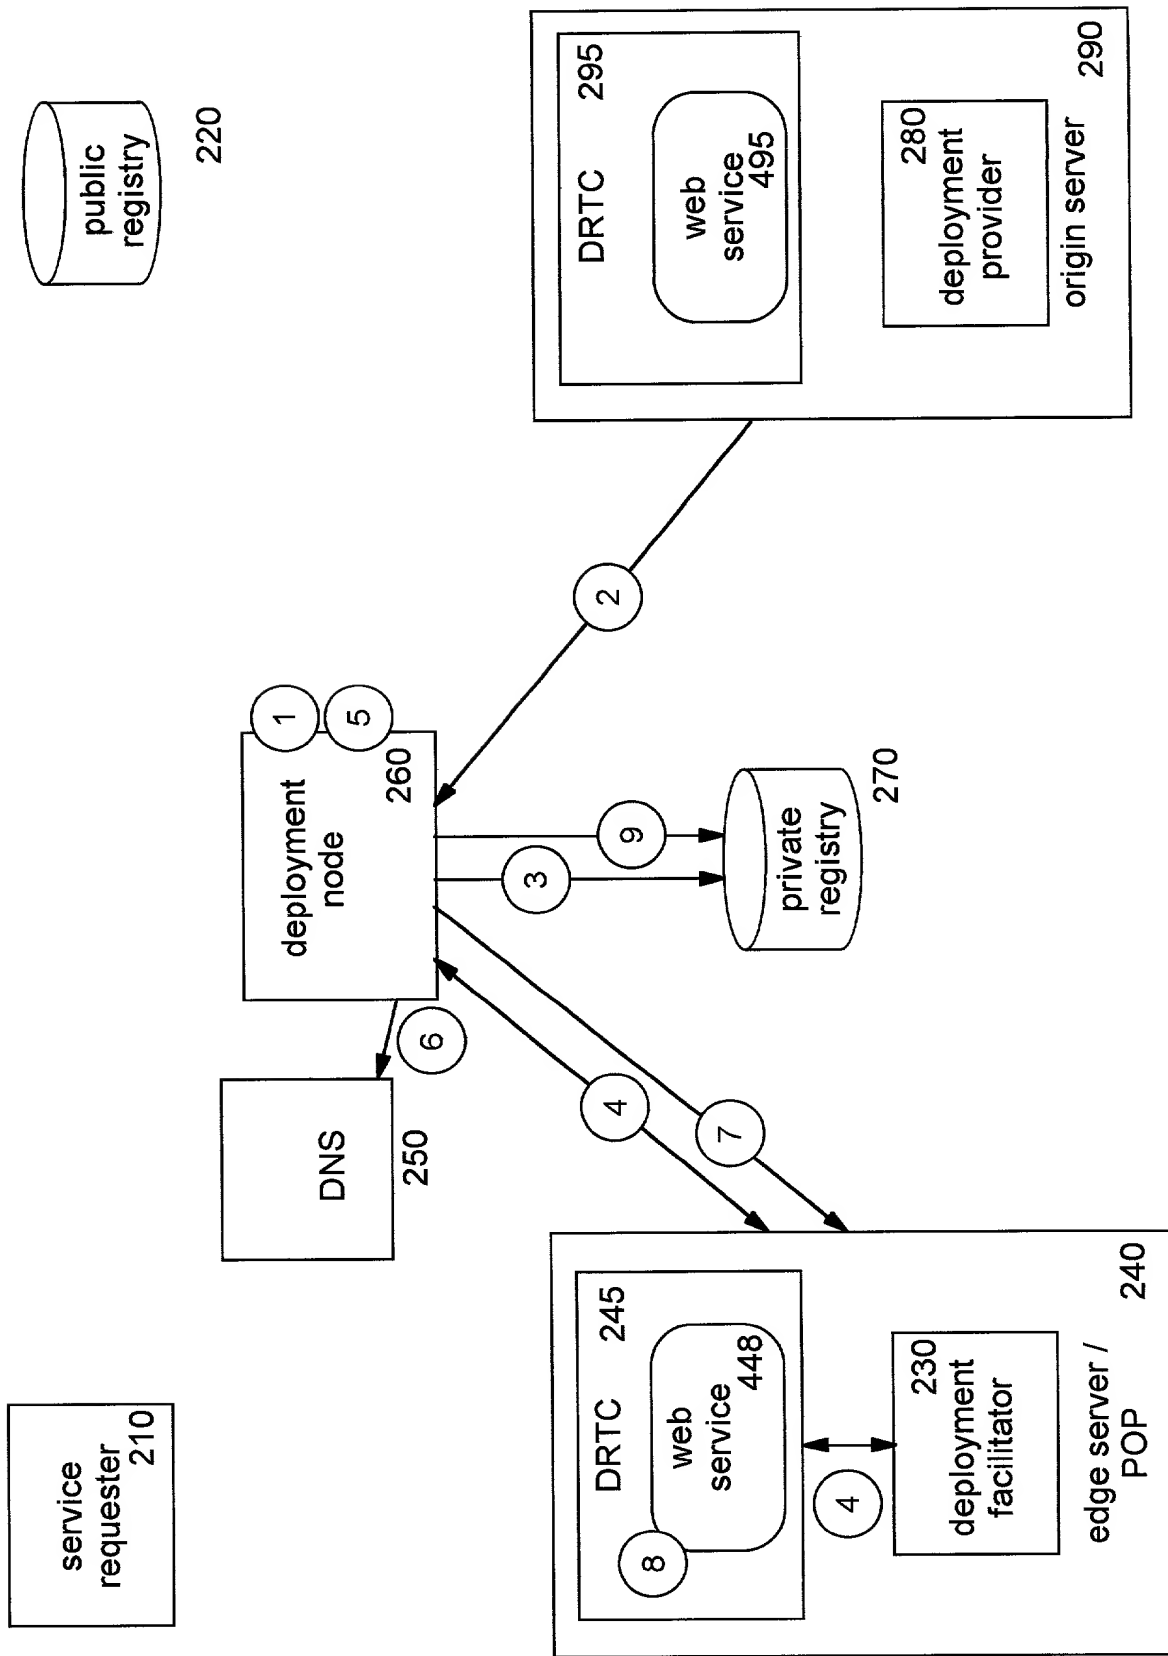 service
requester
210
public
registry
220
DNS
250
6
deployment
node
260
1
5
2
3
9
private
registry
270
4
7
DRTC
245
web
service
448
8
4
230
deployment
facilitator
edge server /
POP
240
DRTC
295
web
service
495
280
deployment
provider
origin server
290